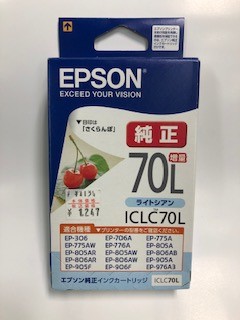 EPSON
EXCEED YOUR VISION
目印は
「さくらんぼ」
純正
70L
増量
ライトシアン
ICLC70L
¥1,247
適合機種
▼プリンターの型番をご確認ください。
EP-306 EP-706A EP-775A
EP-775AW EP-776A EP-805A
EP-805AR EP-805AW EP-806AB
EP-806AR EP-806AW EP-905A
EP-905F EP-906F EP-976A3
エプソン純正インクカートリッジ ICLC70L